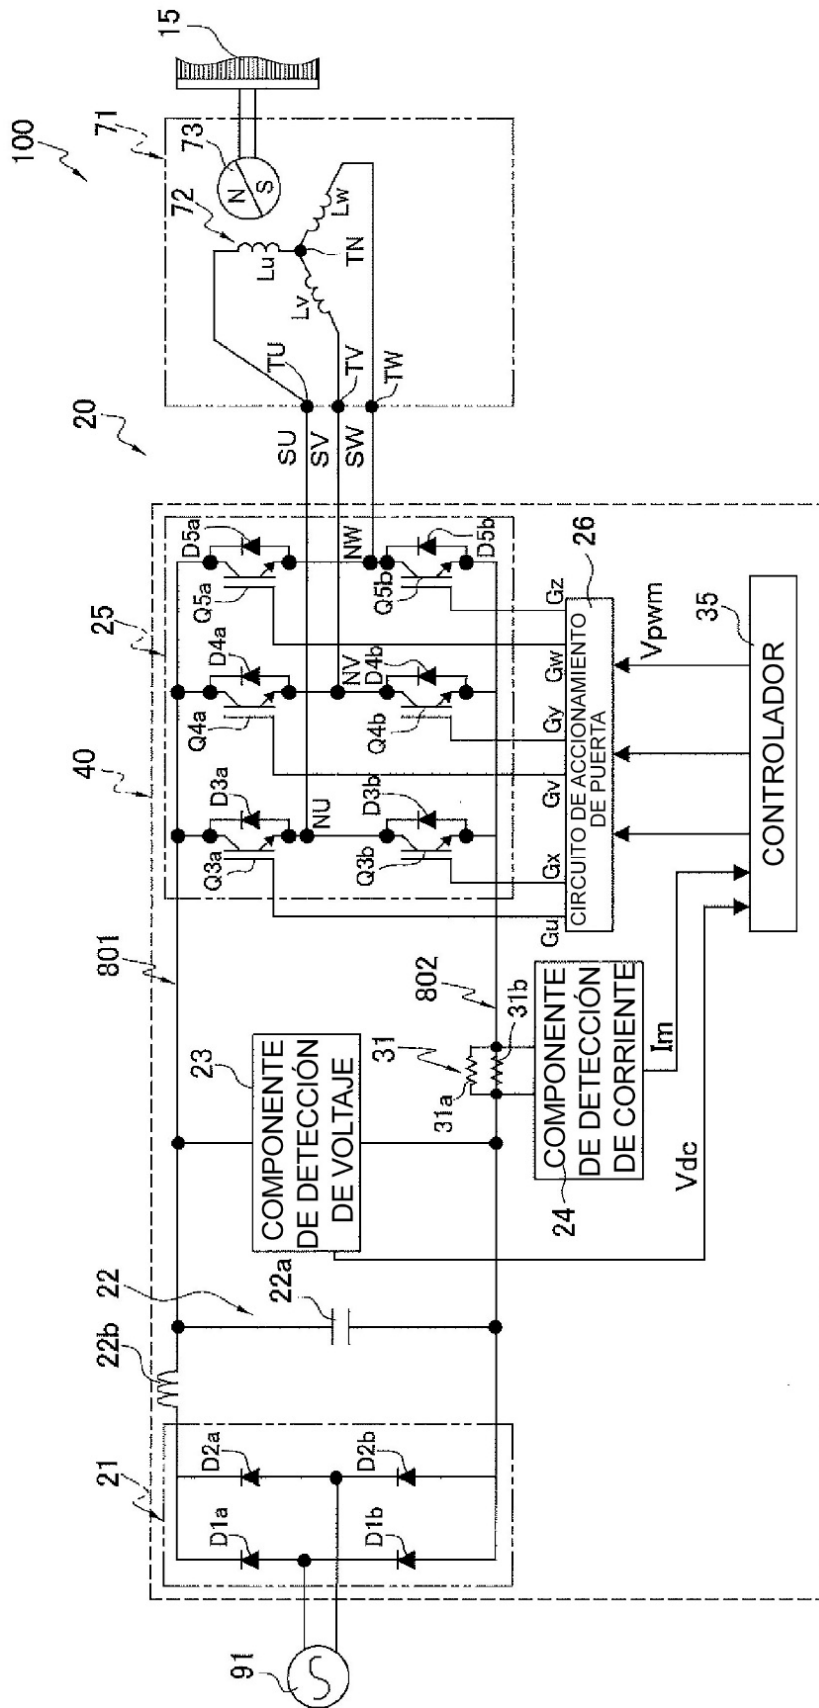 100
15
71
73
N
S
72
Lu
Lv
Lw
TN
TU
TV
TW
20
SU
SV
SW
40
25
D5a
Q5a
NW
D5b
Q5b
D4a
Q4a
NV
D4b
Q4b
D3a
Q3a
NU
D3b
Q3b
Gz
Gw
Gy
Gv
Gx
Gu
26
CIRCUITO DE ACCIONAMIENTO
DE PUERTA
Vpwm
35
CONTROLADOR
801
802
23
COMPONENTE
DE DETECCIÓN
DE VOLTAJE
31
31a
31b
COMPONENTE
DE DETECCIÓN
DE CORRIENTE
24
Im
Vdc
22
22a
22b
21
D2a
D2b
D1a
D1b
91